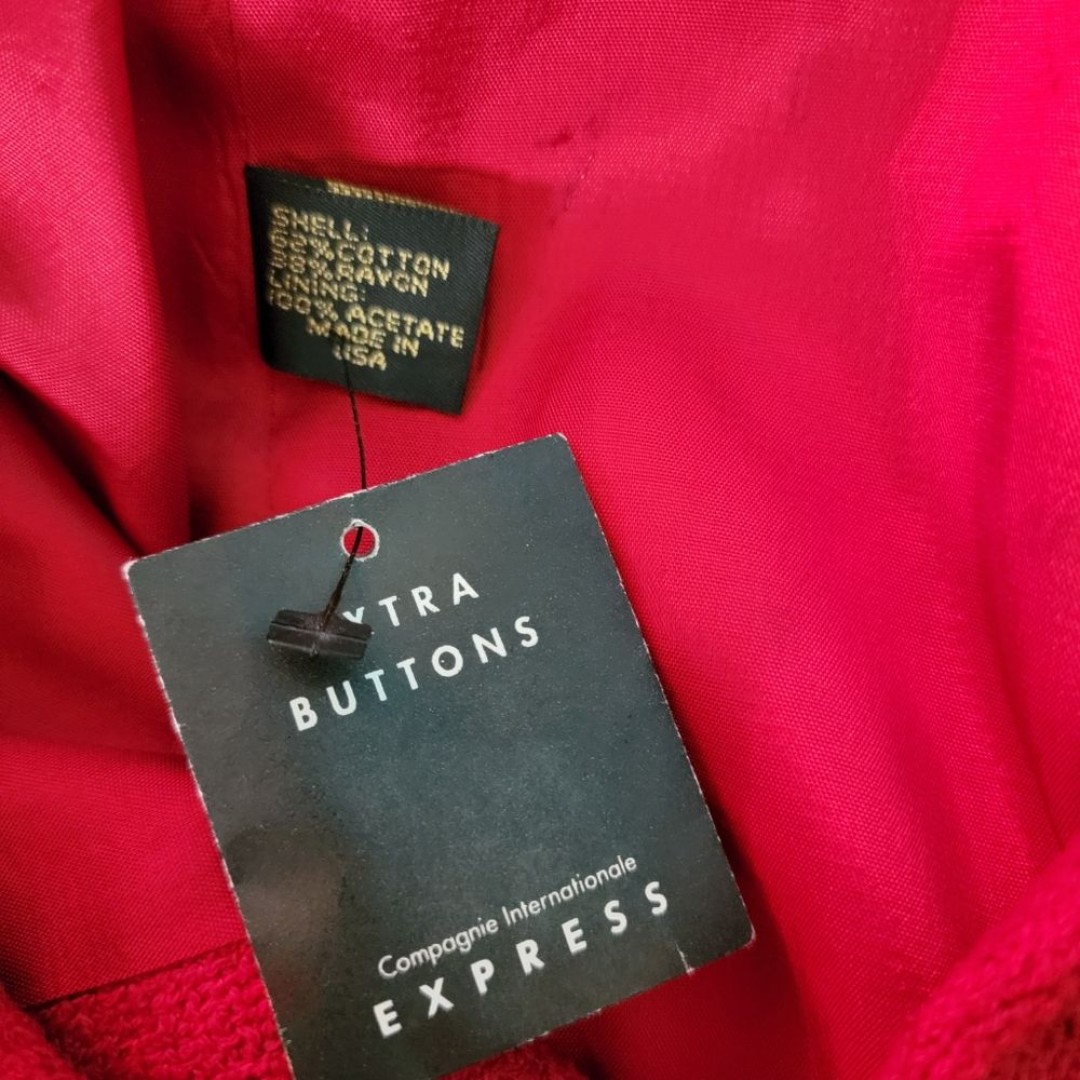 SHELL:
62% COTTON
38% RAYON
LINING:
100% ACETATE
MADE IN
USA
XTRA
BUTTONS
Compagnie Internationale
EXPRESS